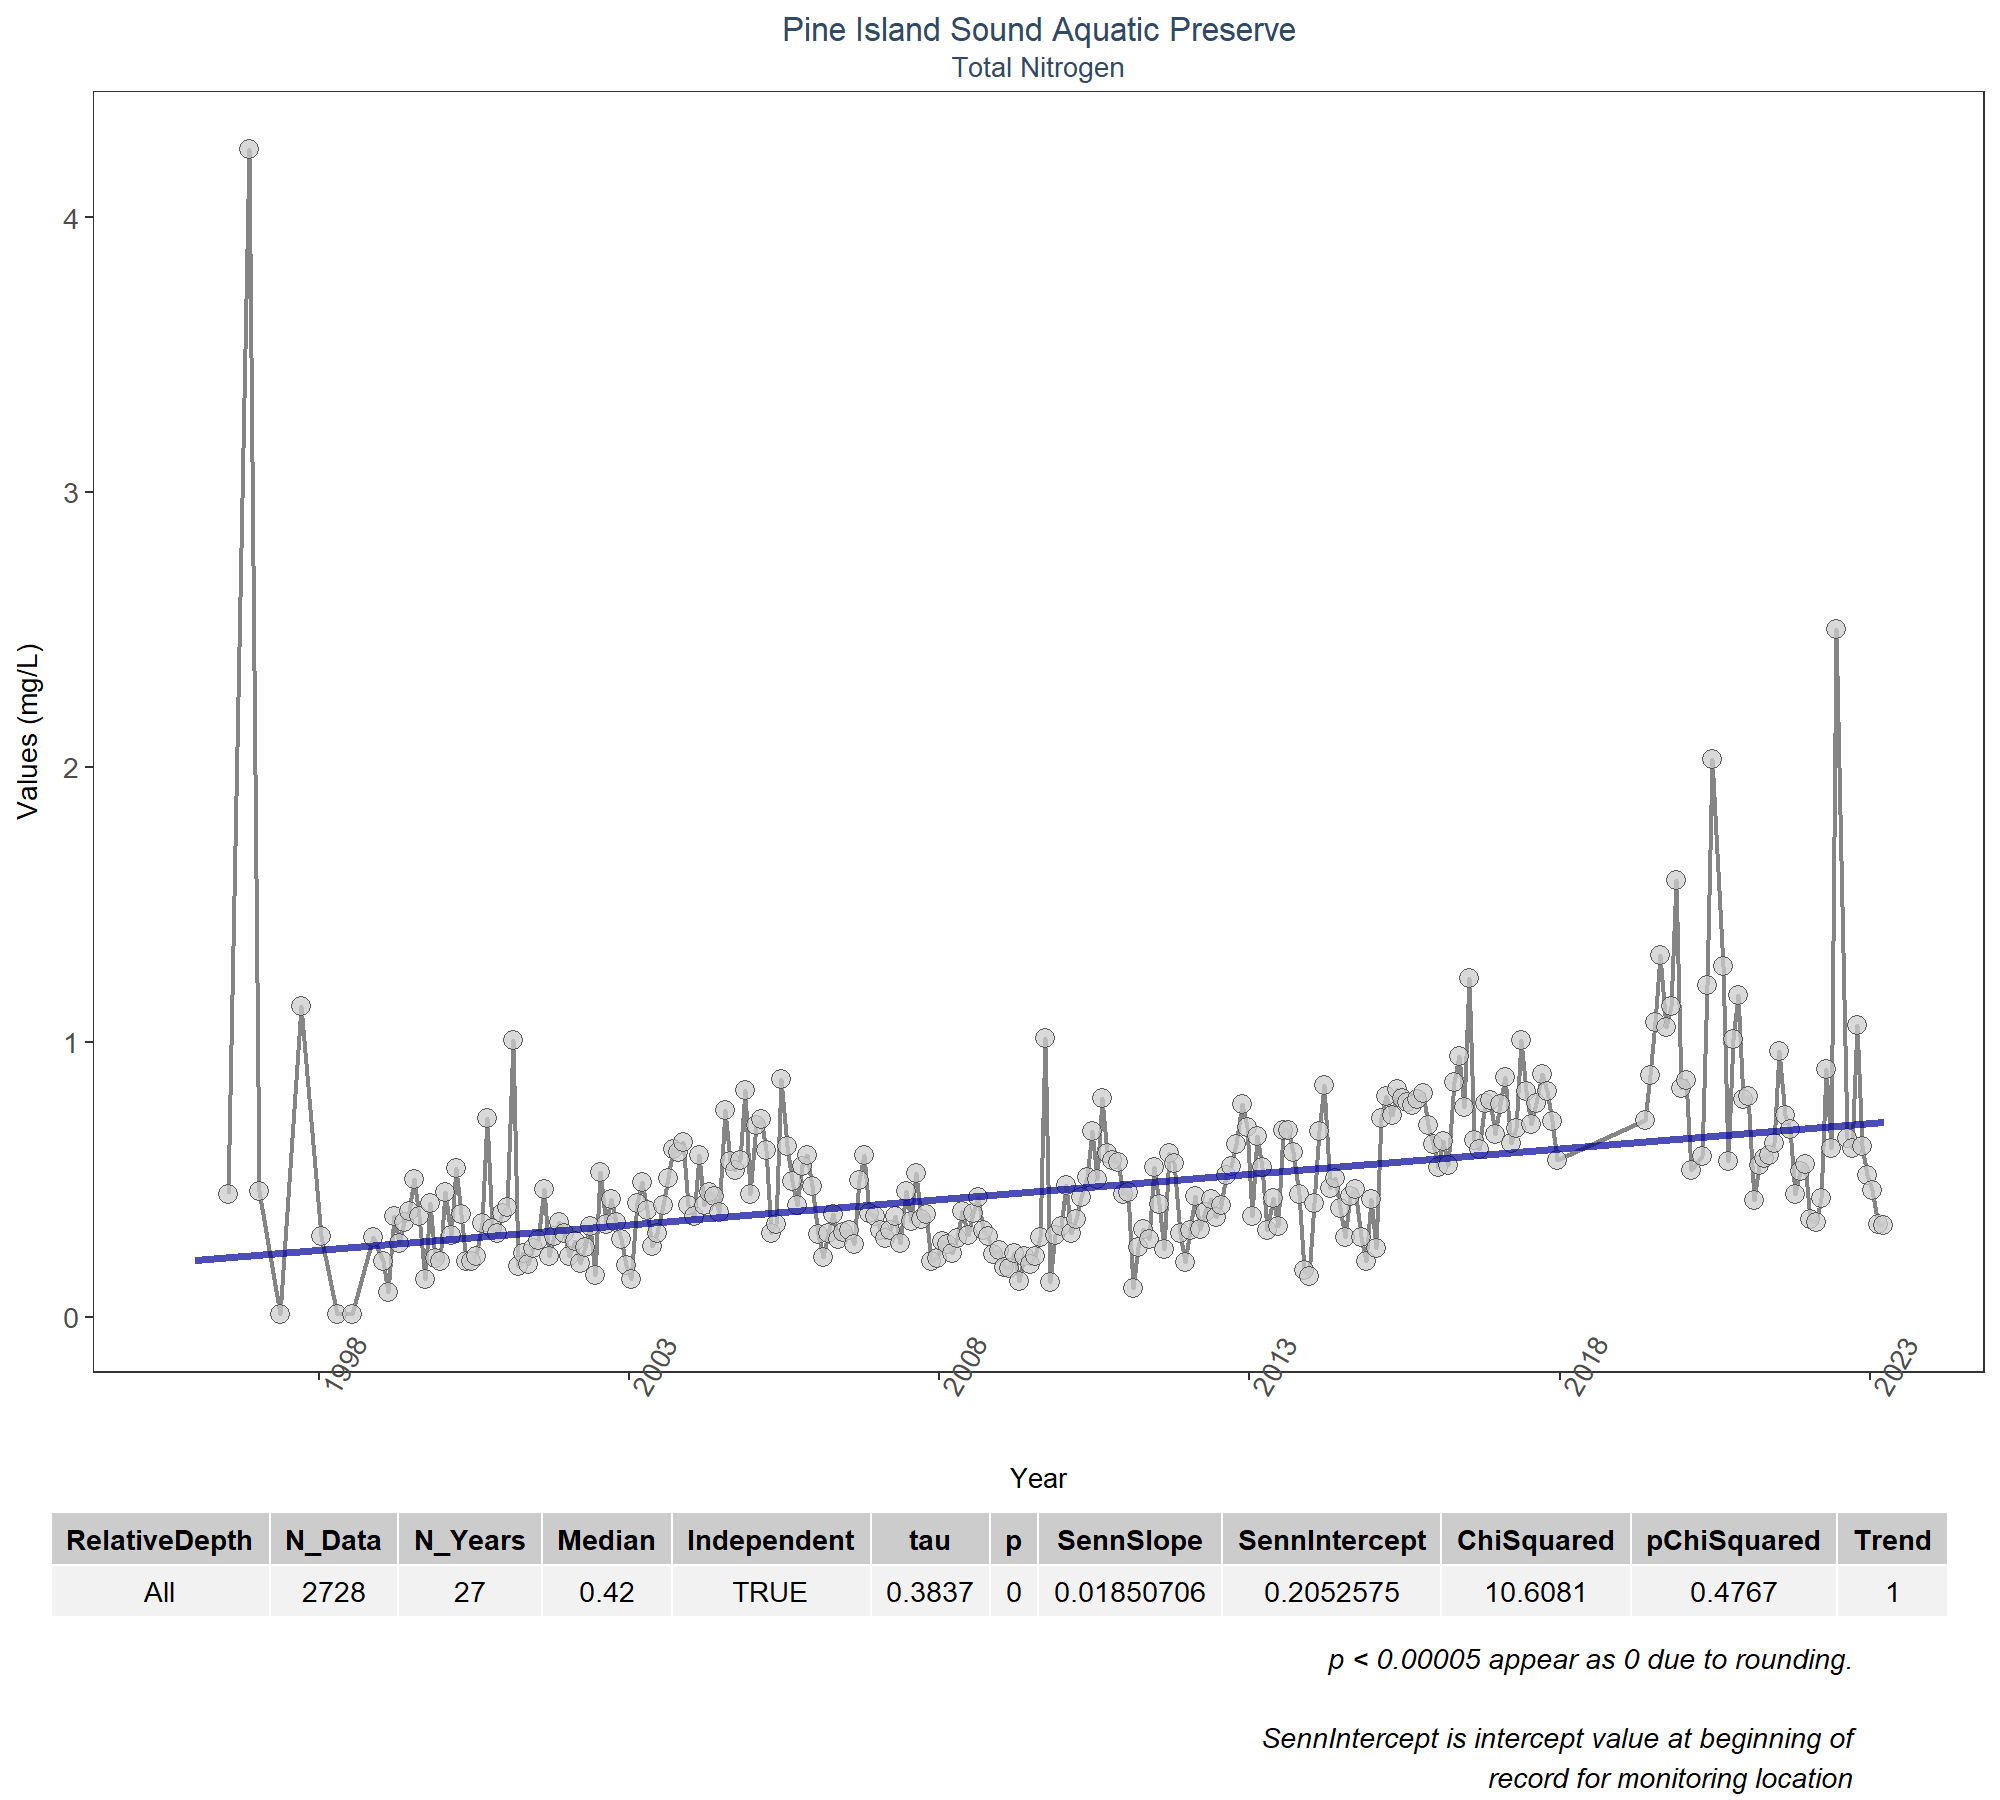 Pine Island Sound Aquatic Preserve
Total Nitrogen
Values (mg/L)
4
3
2
1
0
1998 2003 2008 2013 2018 2023
Year
RelativeDepth N_Data N_Years Median Independent tau p SennSlope SennIntercept ChiSquared pChiSquared Trend
All 2728 27 0.42 TRUE 0.3837 0 0.01850706 0.2052575 10.6081 0.4767 1
p < 0.00005 appear as 0 due to rounding.
SennIntercept is intercept value at beginning of
record for monitoring location